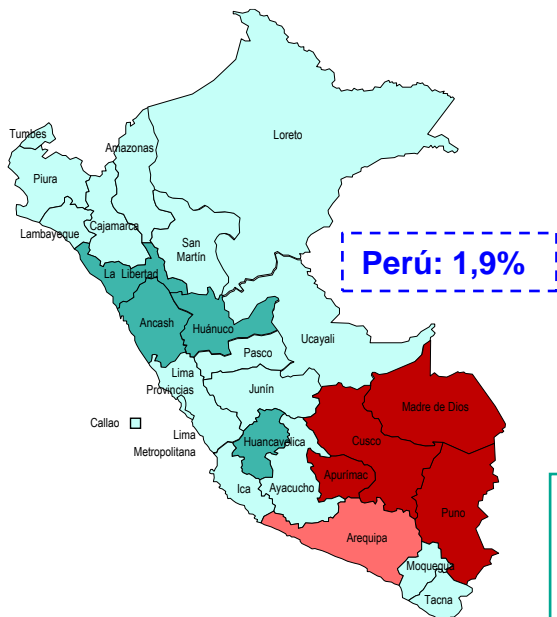 Loreto
Tumbes
Amazonas
Piura
Cajamarca
Lambayeque
San
Martín
Perú: 1,9%
La Libertad
Ancash
Huánuco
Ucayali
Pasco
Lima
Provincias
Junín
Madre de Díos
Callao
Lima
Metropolitana
Huancavelica
Cusco
Apurímac
Ica
Ayacucho
Puno
Arequipa
Moquegua
Tacna